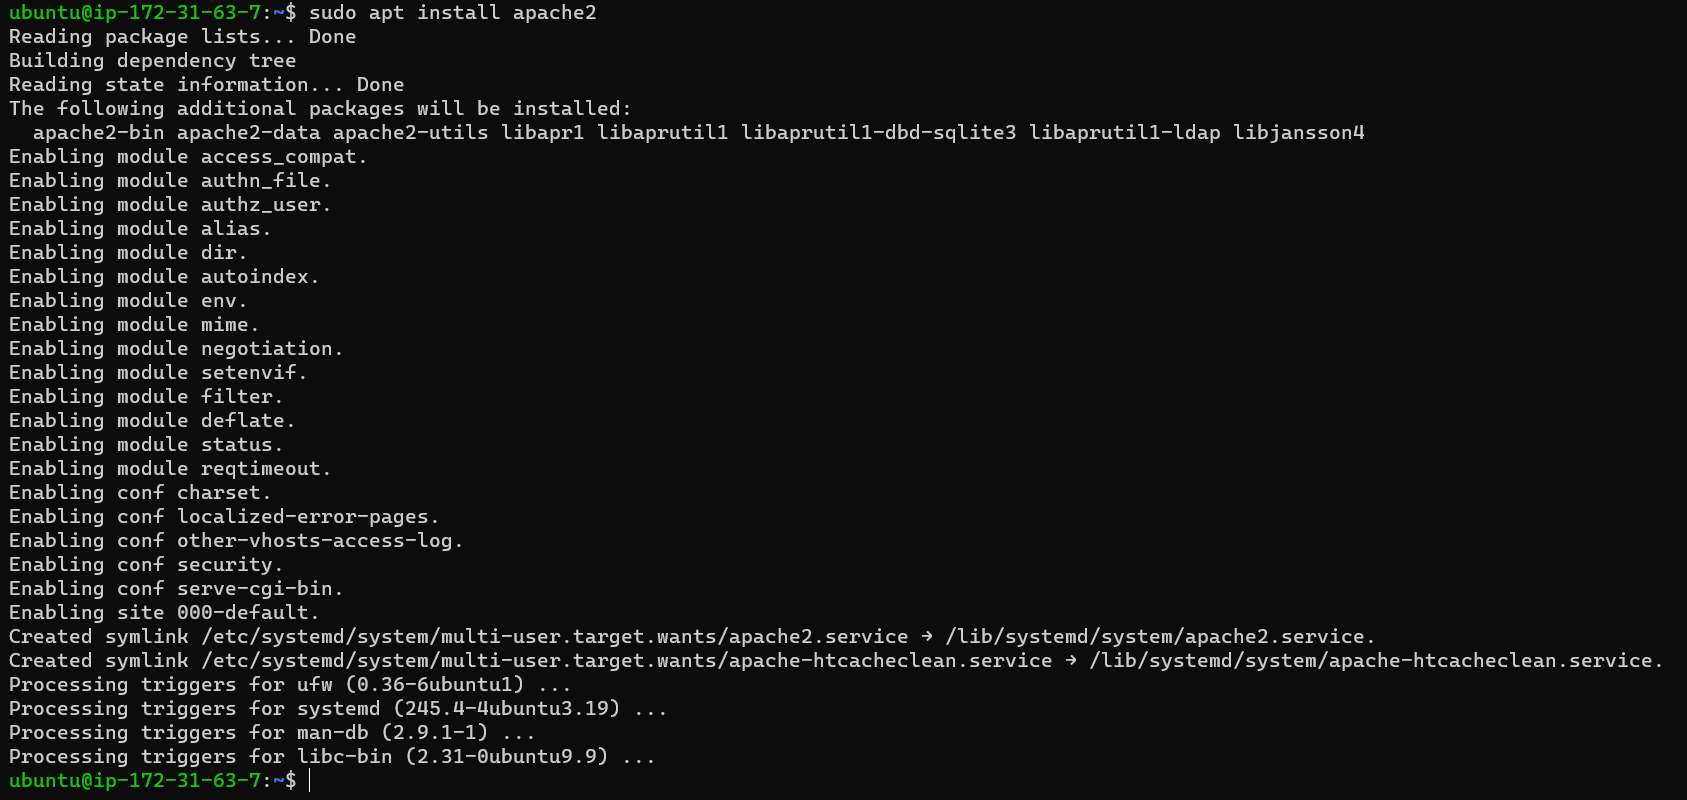 ubuntu@ip-172-31-63-7:~$ sudo apt install apache2
Reading package lists... Done
Building dependency tree
Reading state information... Done
The following additional packages will be installed:
  apache2-bin apache2-data apache2-utils libapr1 libaprutil1 libaprutil1-dbd-sqlite3 libaprutil1-ldap libjansson4
Enabling module access_compat.
Enabling module authn_file.
Enabling module authz_user.
Enabling module alias.
Enabling module dir.
Enabling module autoindex.
Enabling module env.
Enabling module mime.
Enabling module negotiation.
Enabling module setenvif.
Enabling module filter.
Enabling module deflate.
Enabling module status.
Enabling module reqtimeout.
Enabling conf charset.
Enabling conf localized-error-pages.
Enabling conf other-vhosts-access-log.
Enabling conf security.
Enabling conf serve-cgi-bin.
Enabling site 000-default.
Created symlink /etc/systemd/system/multi-user.target.wants/apache2.service → /lib/systemd/system/apache2.service.
Created symlink /etc/systemd/system/multi-user.target.wants/apache-htcacheclean.service → /lib/systemd/system/apache-htcacheclean.service.
Processing triggers for ufw (0.36-6ubuntu1) ...
Processing triggers for systemd (245.4-4ubuntu3.19) ...
Processing triggers for man-db (2.9.1-1) ...
Processing triggers for libc-bin (2.31-0ubuntu9.9) ...
ubuntu@ip-172-31-63-7:~$